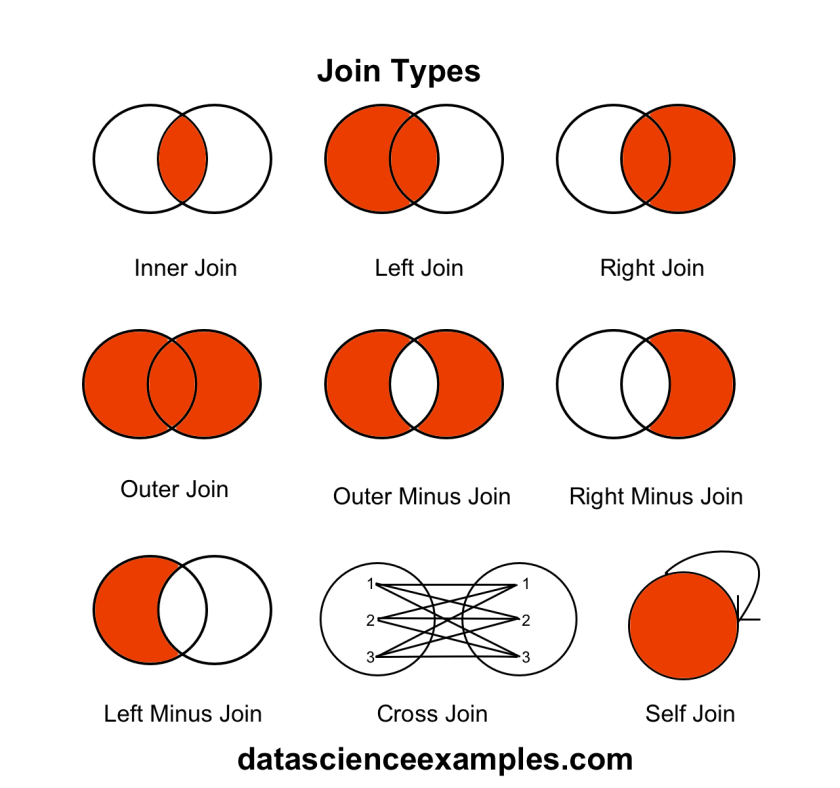 Join Types
Inner Join
Left Join
Right Join
Outer Join
Outer Minus Join
Right Minus Join
1 1
2 2
3 3
Left Minus Join
Cross Join
Self Join
datascienceexamples.com